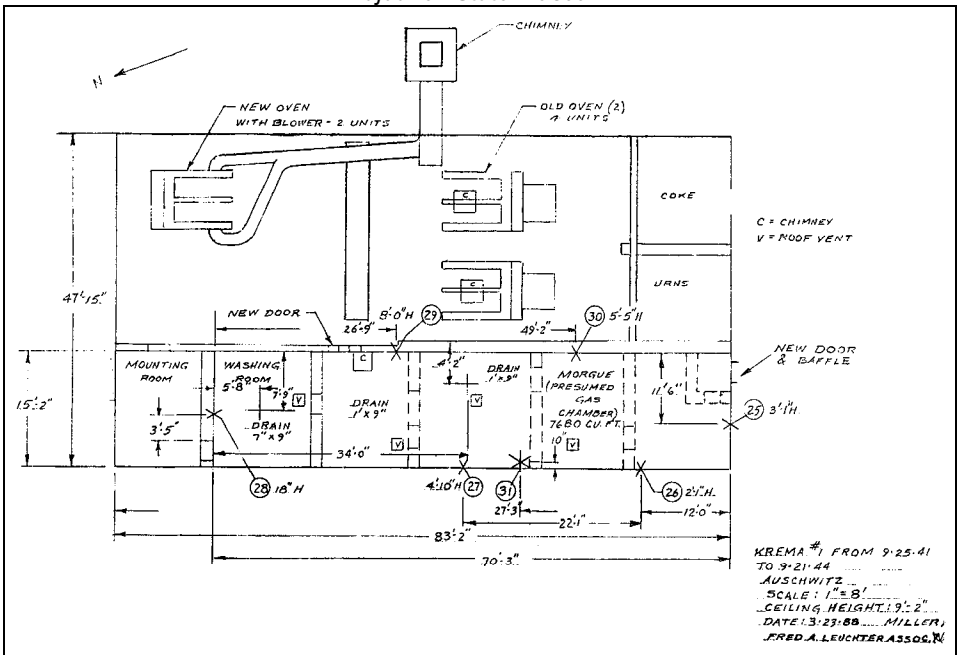 CHIMNEY
N
NEW OVEN
WITH BLOWER - 2 UNITS
OLD OVEN (2)
4 UNITS
COKE
C = CHIMNEY
V = ROOF VENT
C
URNS
C
47'-15"
NEW DOOR
26'-9"
8'-0"H
29
49'-2"
30 5'-5"H
NEW DOOR
& BAFFLE
MOUNTING
ROOM
WASHING
ROOM
5'-8"
7'-9"
C
4'-2"
DRAIN
1'x9"
MORGUE
(PRESUMED
GAS
CHAMBER)
7680 CU. FT.
11'-6"
15'-2"
V
DRAIN
1'x9"
V
25 3'-1"H.
3'-5"
DRAIN
7"x9"
V
10"
V
34'-0"
28 18"H
4'-10"H 27
31
27'-3"
26 2'-1"H.
22'-1"
12'-0"
83'-2"
70'-3"
KREMA #1 FROM 9-25-41
TO 9-21-44
AUSCHWITZ
SCALE: 1"=8'
CEILING HEIGHT: 9'-2"
DATE: 3-23-88 MILLER,
FRED A. LEUCHTER ASSOC.